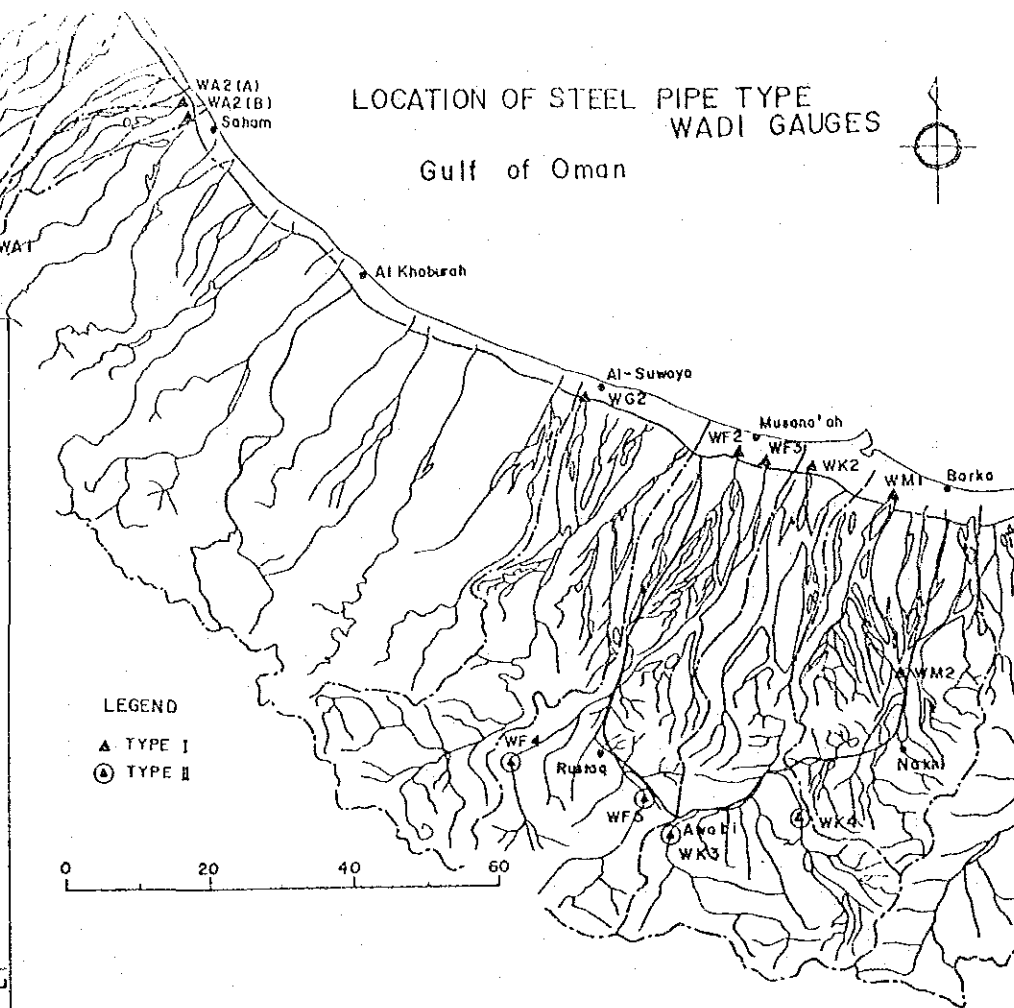 LOCATION OF STEEL PIPE TYPE
WADI GAUGES
Gulf of Oman
WA2(A)
WA2(B)
Saham
WA1
Al Khaburah
Al-Suwayq
WG2
Musana'ah
WF2
WF3
WK2
WM1
Barka
WM2
Nakhl
WF4
Rustaq
WF5
Awabi
WK3
WK4
LEGEND
TYPE I
TYPE II
0 20 40 60